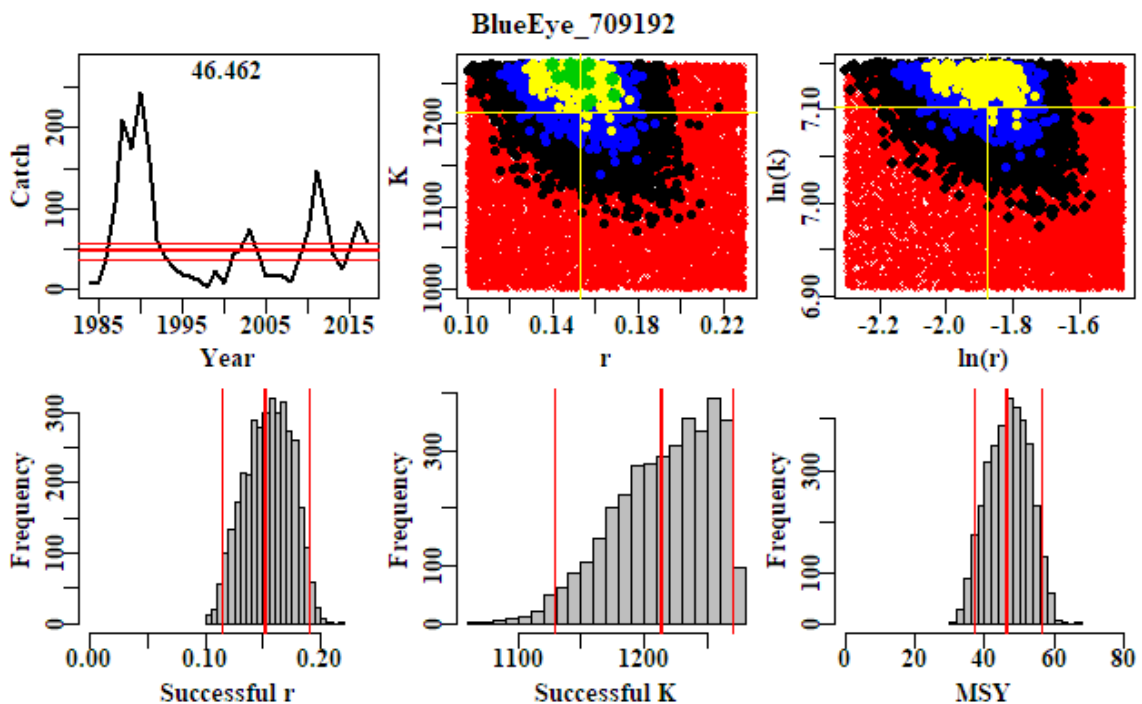 BlueEye_709192
46.462
Catch
0 100 200
1985 1995 2005 2015
Year
K
1000 1100 1200
0.10 0.14 0.18 0.22
r
ln(k)
6.90 7.00 7.10
-2.2 -2.0 -1.8 -1.6
ln(r)
Frequency
0 100 200 300
0.00 0.10 0.20
Successful r
Frequency
0 100 300
1100 1200
Successful K
Frequency
0 100 300
0 20 40 60 80
MSY